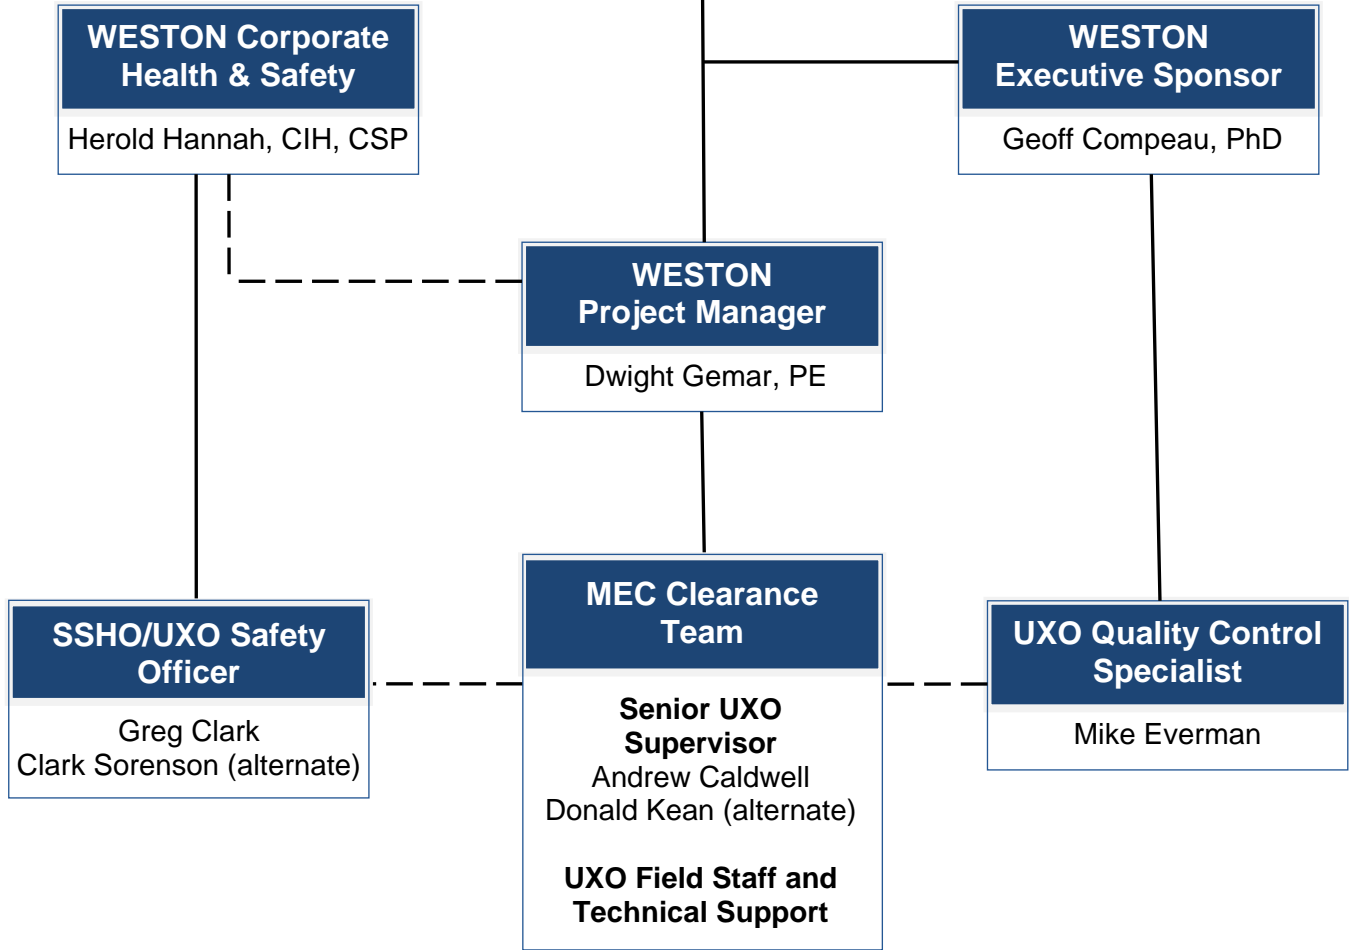 WESTON Corporate
Health & Safety
Herold Hannah, CIH, CSP
WESTON
Executive Sponsor
Geoff Compeau, PhD
WESTON
Project Manager
Dwight Gemar, PE
SSHO/UXO Safety
Officer
Greg Clark
Clark Sorenson (alternate)
MEC Clearance
Team
Senior UXO
Supervisor
Andrew Caldwell
Donald Kean (alternate)
UXO Field Staff and
Technical Support
UXO Quality Control
Specialist
Mike Everman